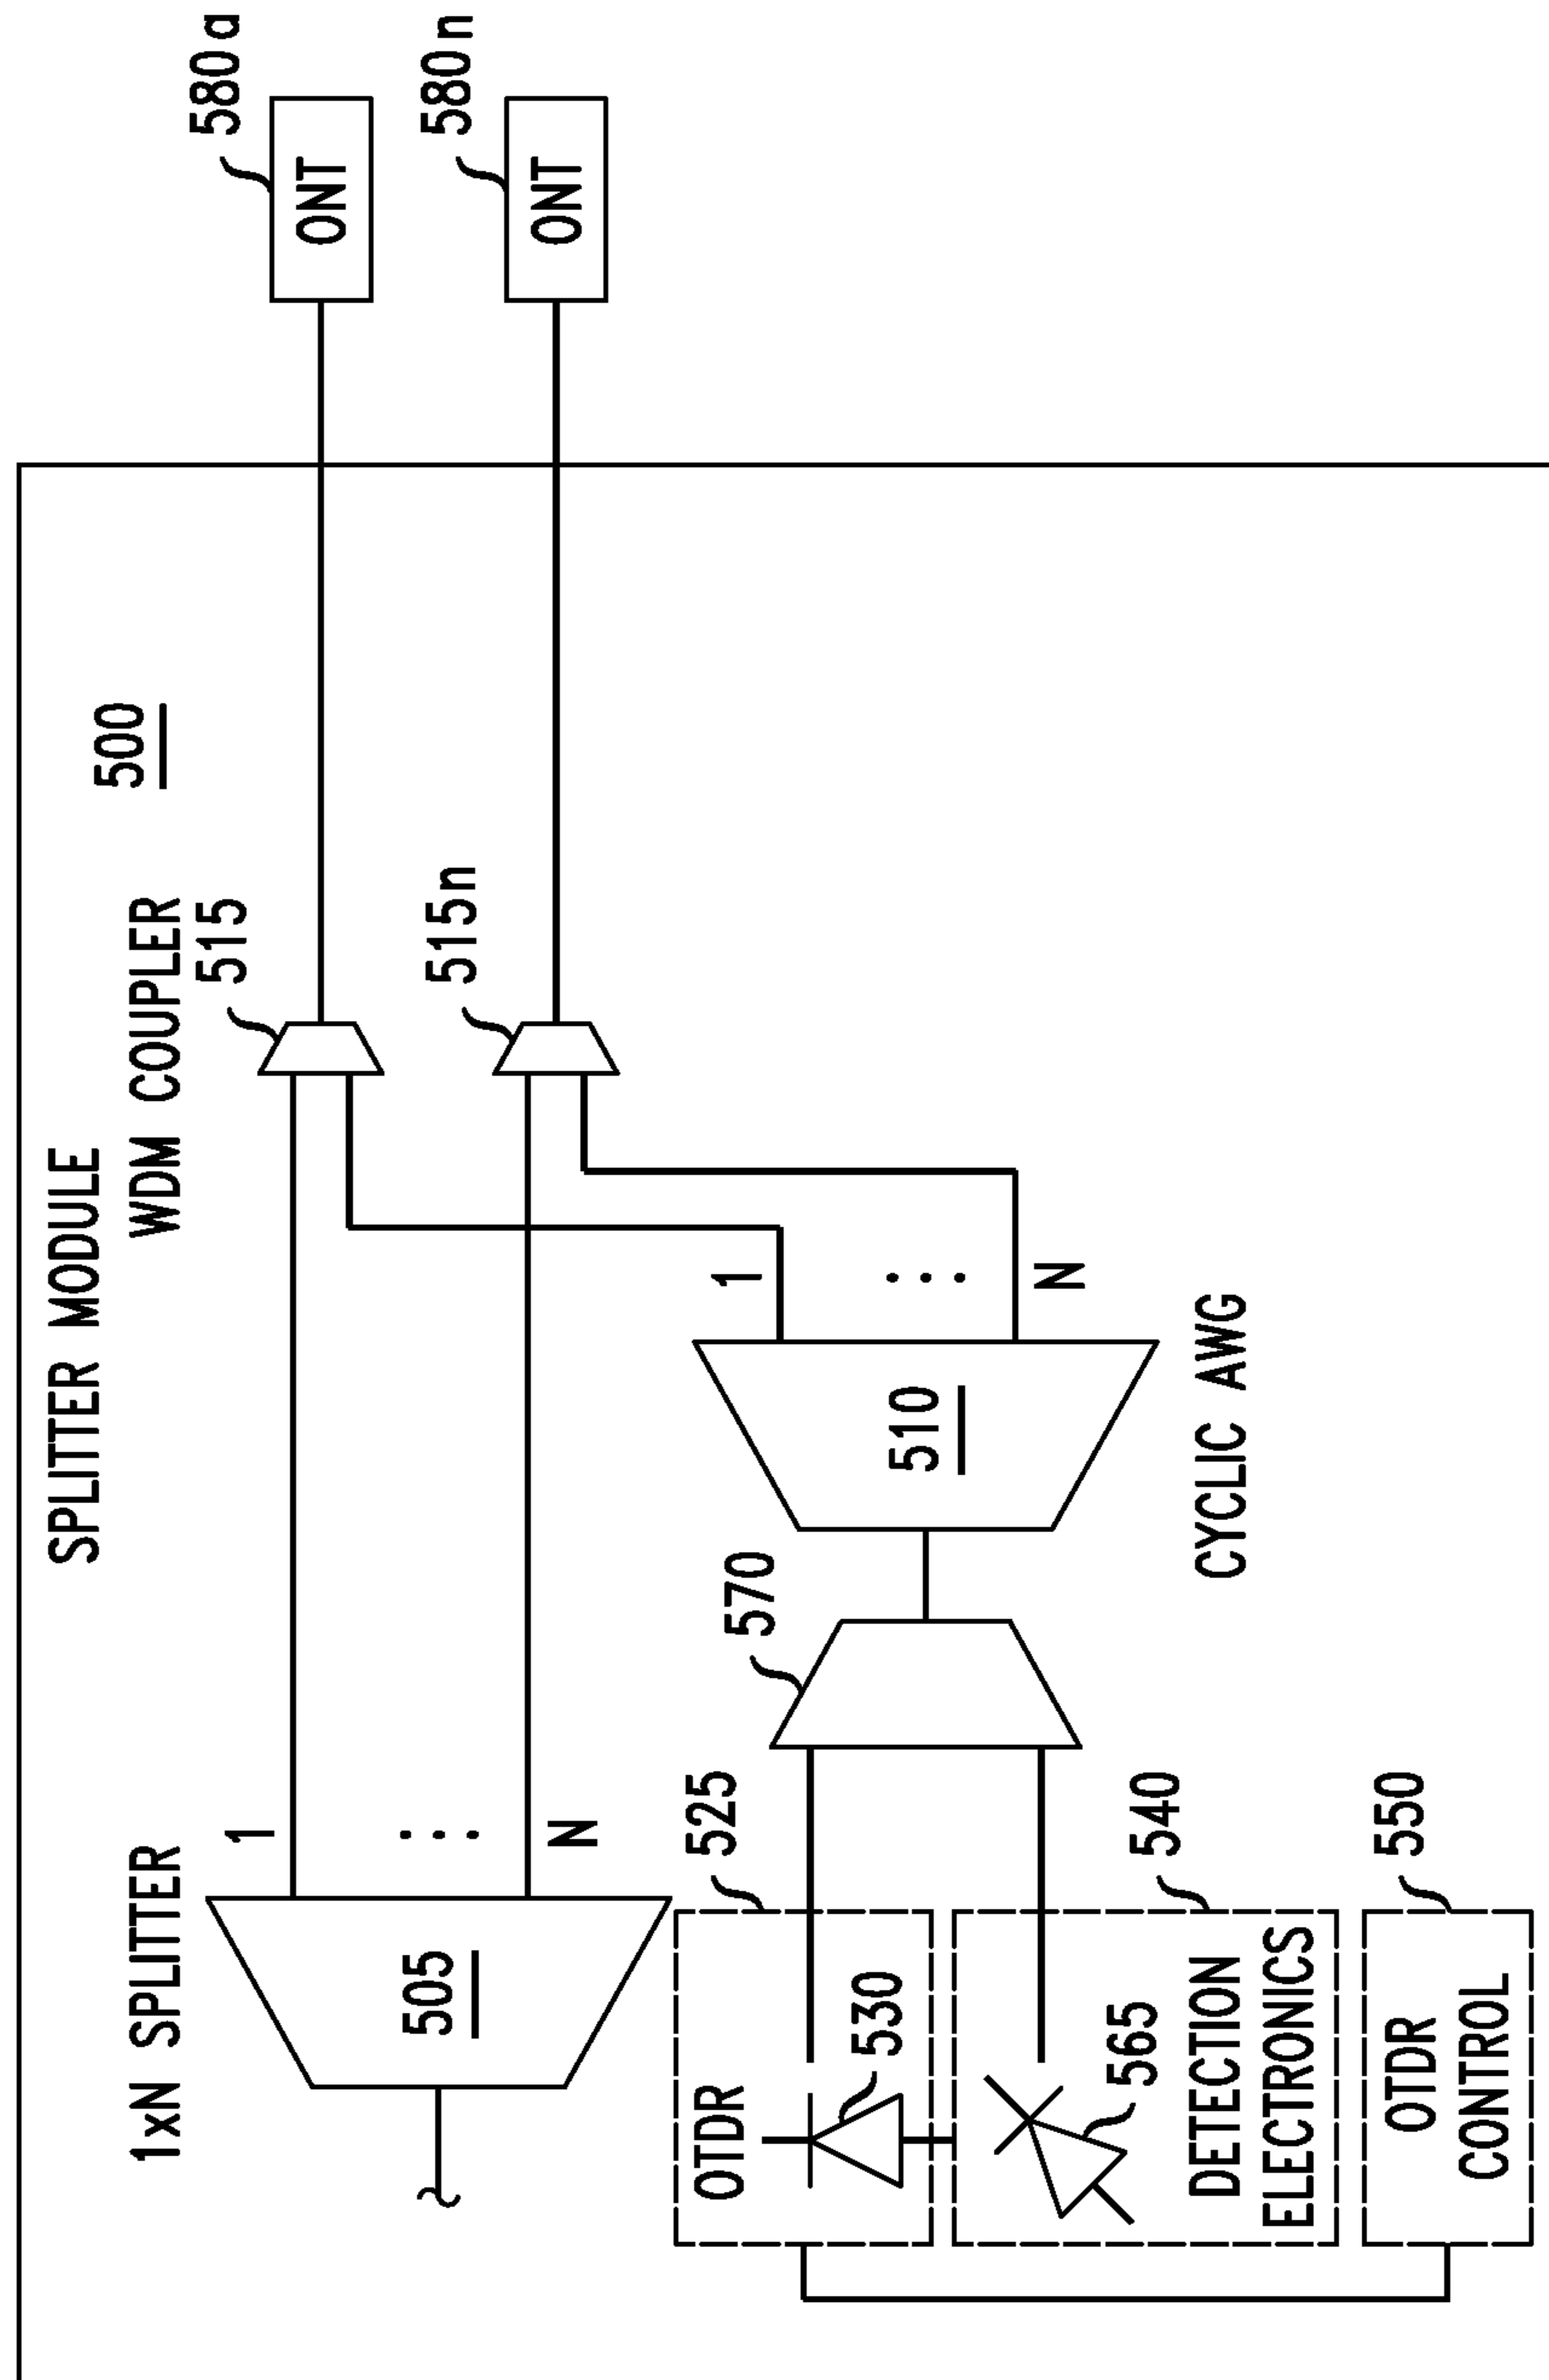 SPLITTER MODULE
500
1xN SPLITTER
WDM COUPLER
515
580a
1
ONT
505
515n
580n
N
ONT
525
570
1
OTDR
530
510
N
565
540
DETECTION
ELECTRONICS
CYCLIC AWG
550
OTDR
CONTROL